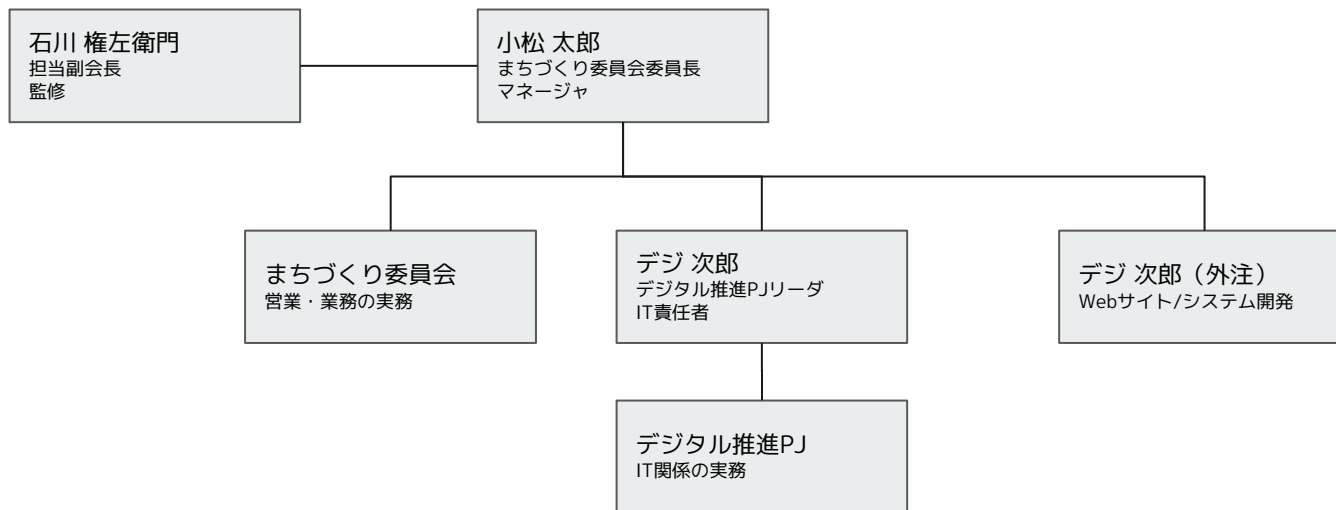 石川 権左衛門
担当副会長
監修
小松 太郎
まちづくり委員会委員長
マネージャ
まちづくり委員会
営業・業務の実務
デジ 次郎
デジタル推進PJリーダ
IT責任者
デジ 次郎（外注）
Webサイト/システム開発
デジタル推進PJ
IT関係の実務